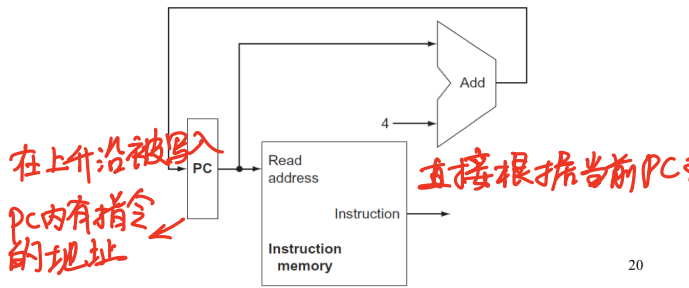 Add
4
在上升沿被写入
PC
Read
address
直接根据当前PC
PC内有指令
的地址
Instruction
Instruction
memory
20